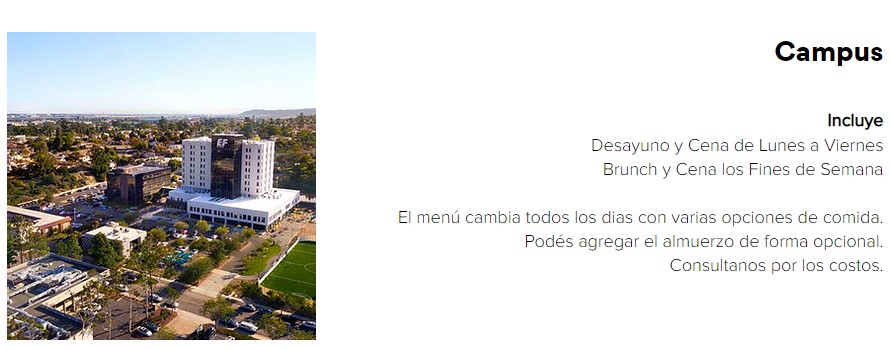 EF
Campus
Incluye
Desayuno y Cena de Lunes a Viernes
Brunch y Cena los Fines de Semana
El menú cambia todos los dias con varias opciones de comida.
Podés agregar el almuerzo de forma opcional.
Consultanos por los costos.